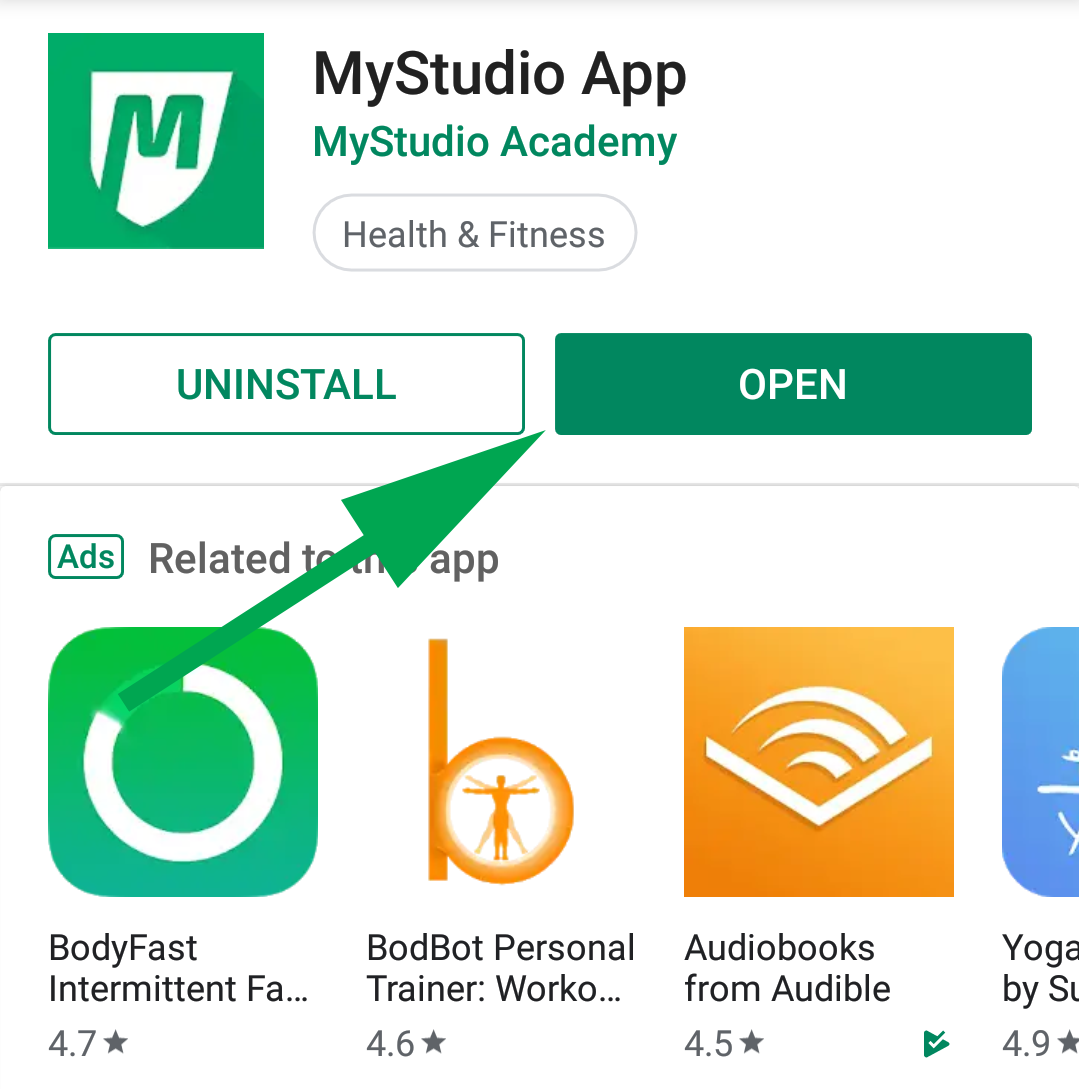 M
MyStudio App
MyStudio Academy
Health & Fitness
UNINSTALL
OPEN
Ads Related to this app
BodyFast
Intermittent Fa...
4.7★
BodBot Personal
Trainer: Worko...
4.6★
Audiobooks
from Audible
4.5★
Yoga
by Su
4.9★